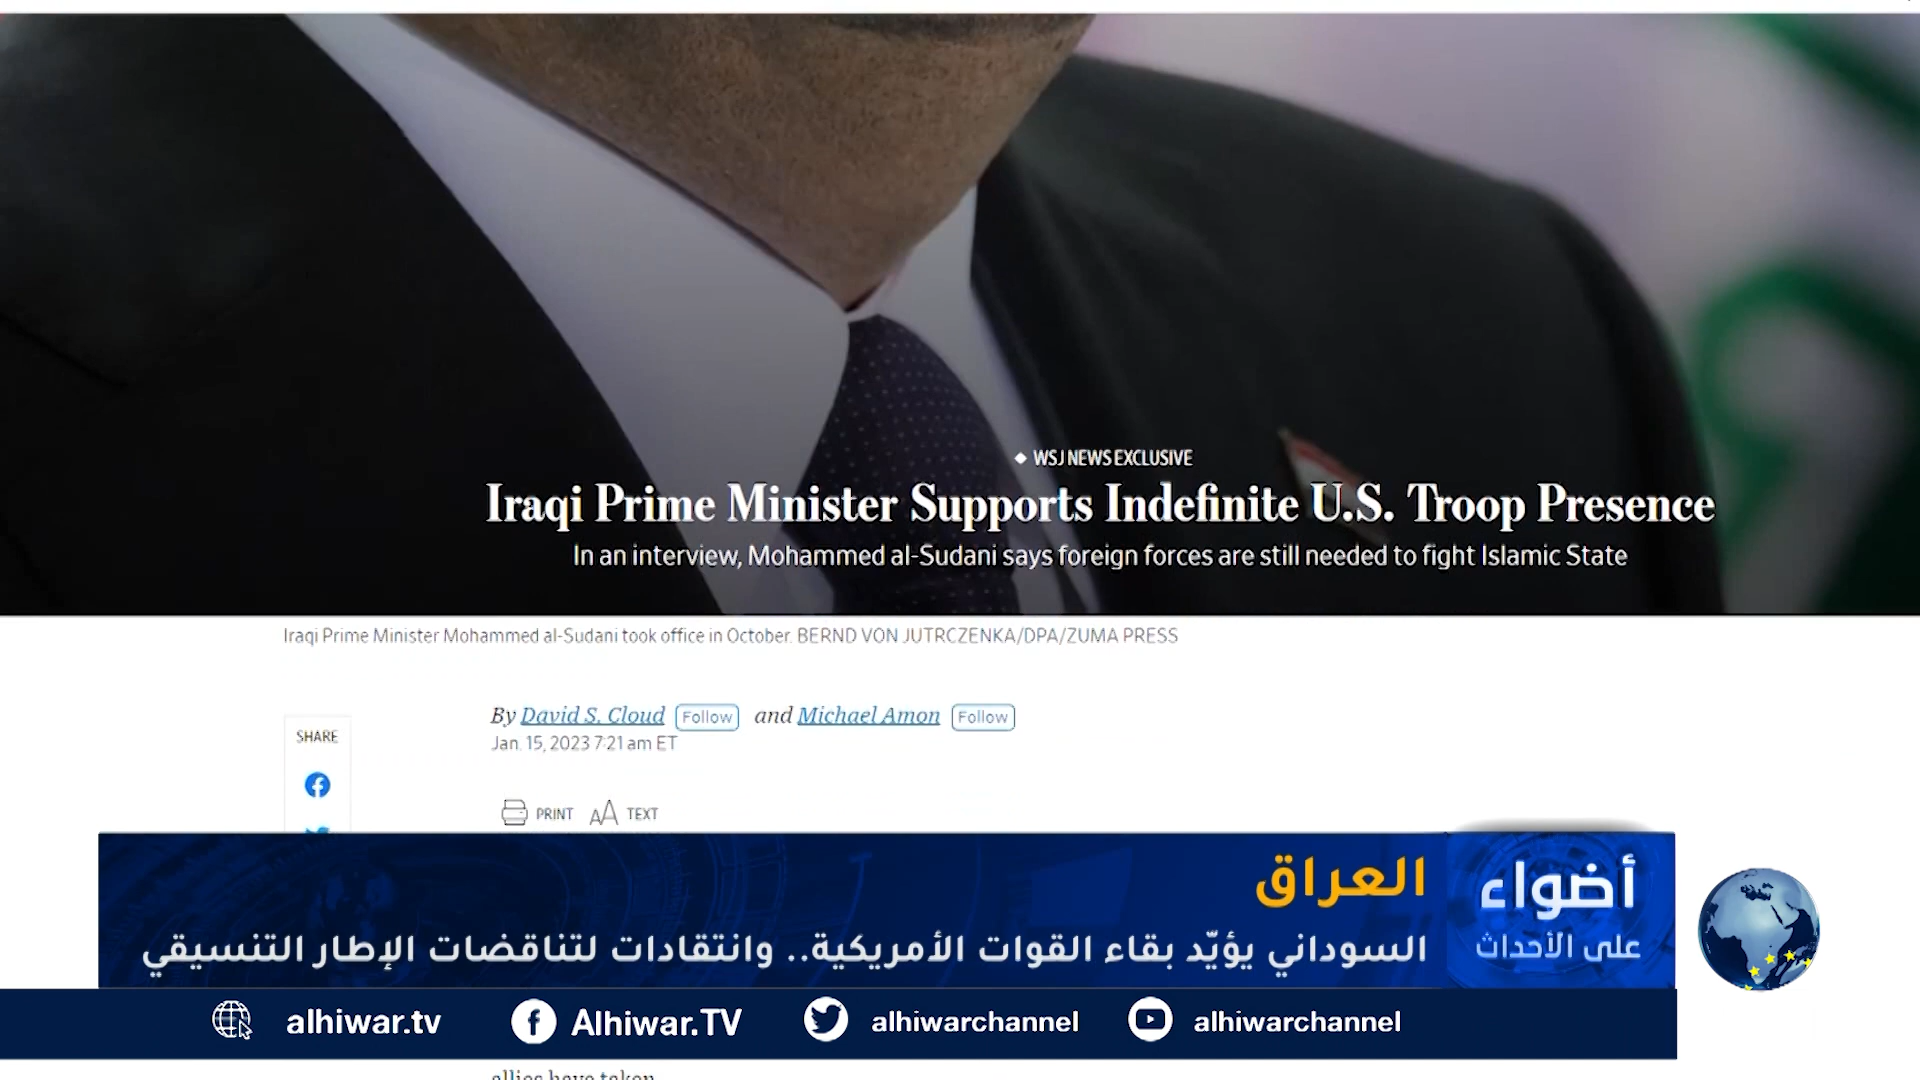 ◆ WSJ NEWS EXCLUSIVE
Iraqi Prime Minister Supports Indefinite U.S. Troop Presence
In an interview, Mohammed al-Sudani says foreign forces are still needed to fight Islamic State
Iraqi Prime Minister Mohammed al-Sudani took office in October. BERND VON JUTRCZENKA/DPA/ZUMA PRESS
By David S. Cloud Follow and Michael Amon Follow
Jan. 15, 2023 7:21 am ET
SHARE
PRINT AA TEXT
العراق
السوداني يؤيّد بقاء القوات الأمريكية.. وانتقادات لتناقضات الإطار التنسيقي
أضواء
على الأحداث
alhiwar.tv Alhiwar.TV alhiwarchannel alhiwarchannel
allies have taken